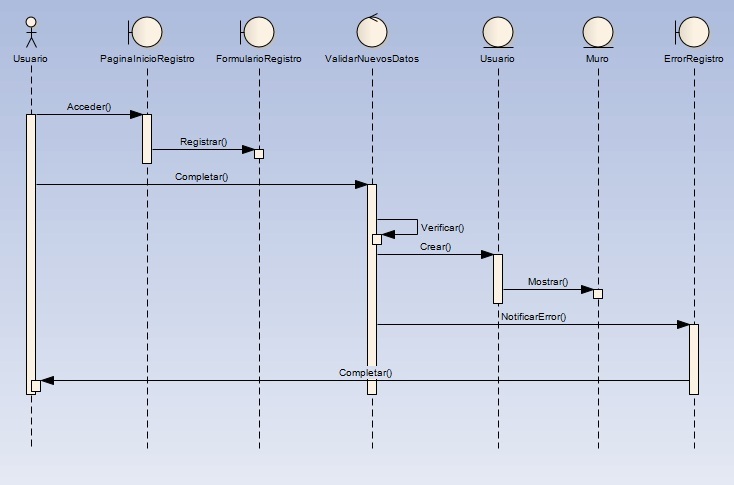 Usuario
PaginaInicioRegistro
FormularioRegistro
ValidarNuevosDatos
Usuario
Muro
ErrorRegistro
Acceder()
Registrar()
Completar()
Verificar()
Crear()
Mostrar()
NotificarError()
Completar()